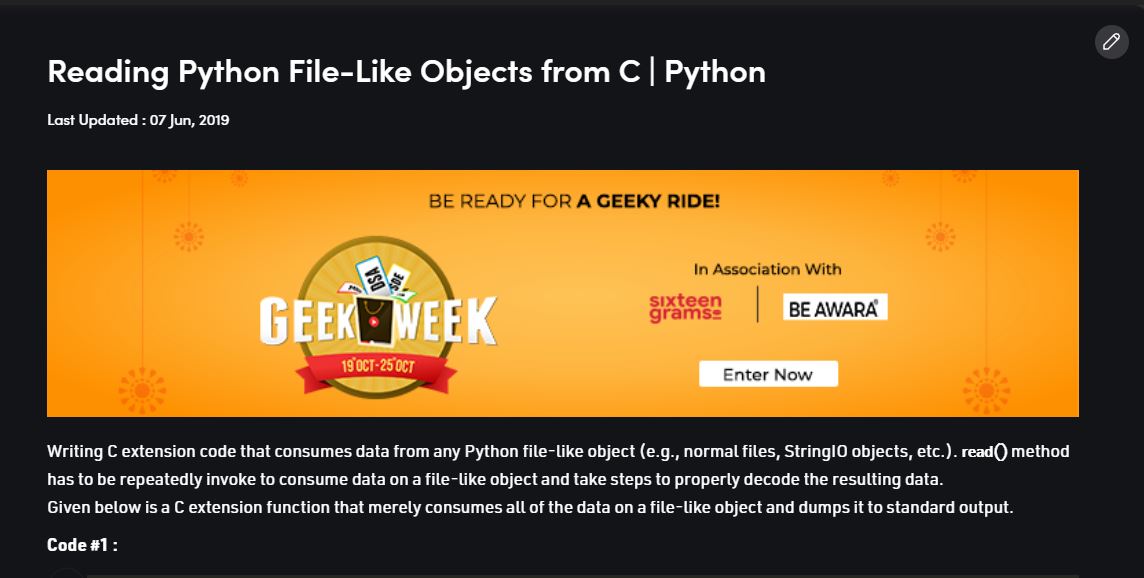 Reading Python File-Like Objects from C | Python
Last Updated : 07 Jun, 2019
BE READY FOR A GEEKY RIDE!
DSA
SDE
GEEK WEEK
19 OCT-25 OCT
In Association With
sixteen
grams
BE AWARA
Enter Now
Writing C extension code that consumes data from any Python file-like object (e.g., normal files, StringIO objects, etc.). read() method
has to be repeatedly invoke to consume data on a file-like object and take steps to properly decode the resulting data.
Given below is a C extension function that merely consumes all of the data on a file-like object and dumps it to standard output.
Code #1 :